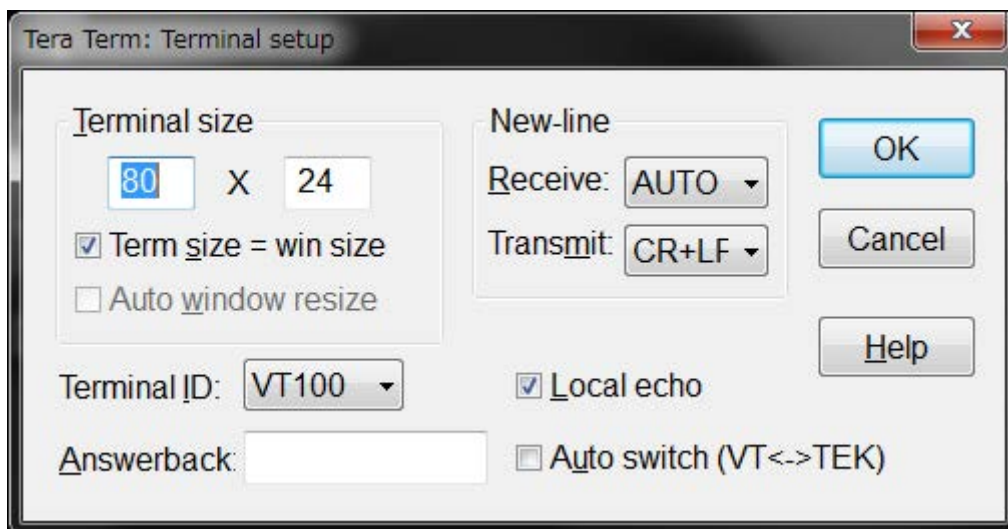 Tera Term: Terminal setup
x
Terminal size
80 X 24
Term size = win size
Auto window resize
New-line
Receive: AUTO
Transmit: CR+LF
OK
Cancel
Help
Terminal ID: VT100
Local echo
Answerback:
Auto switch (VT<->TEK)